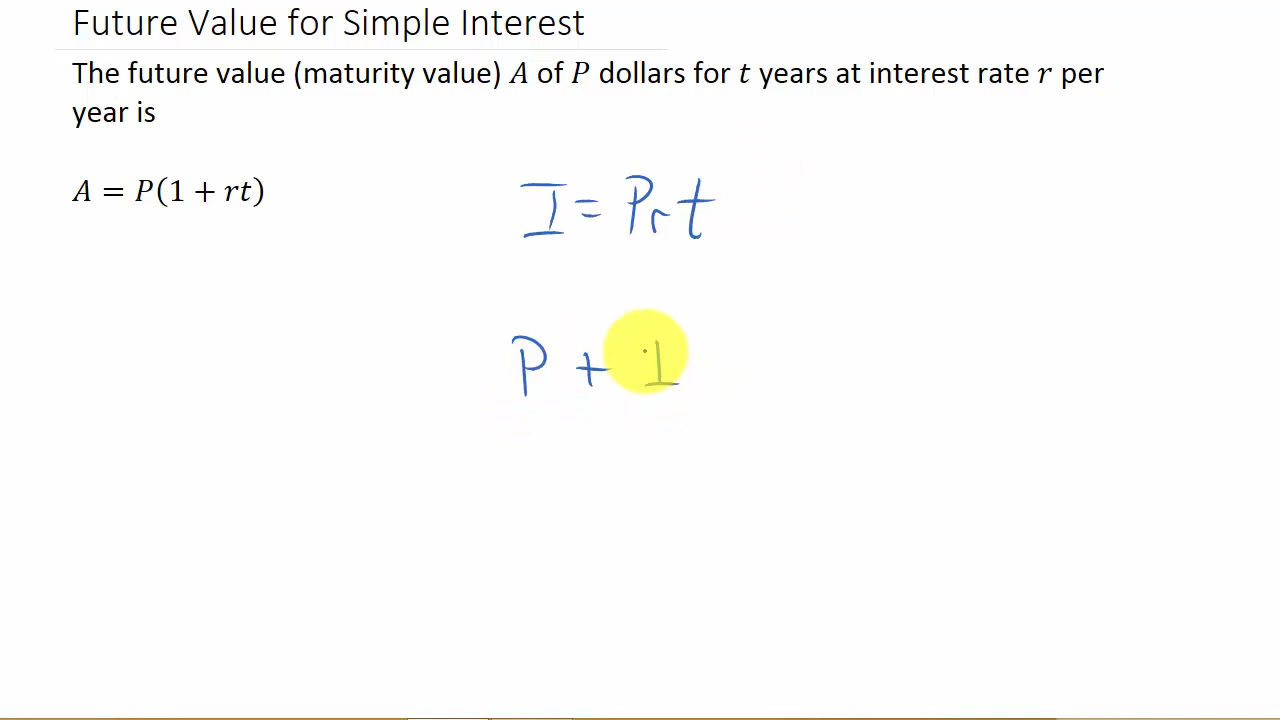 Future Value for Simple Interest
The future value (maturity value) A of P dollars for t years at interest rate r per
year is
A = P(1 + rt)
I = Prt
P + I